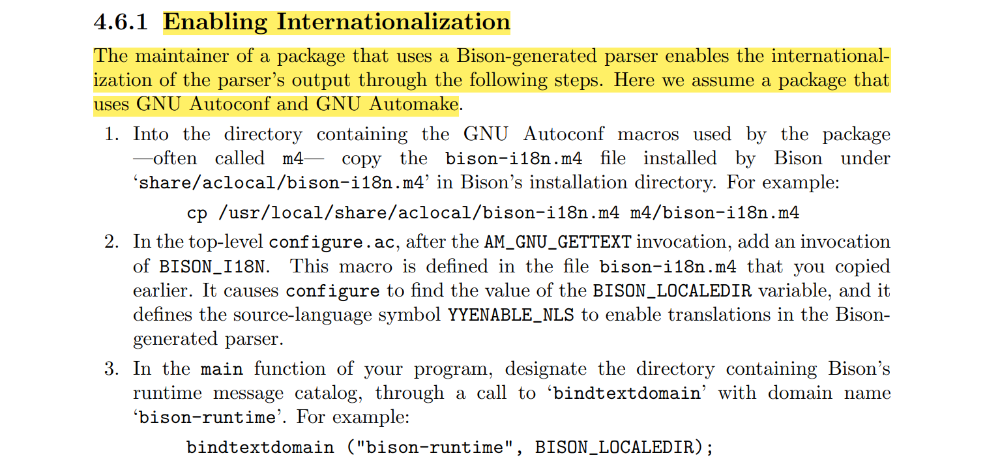 4.6.1 Enabling Internationalization
The maintainer of a package that uses a Bison-generated parser enables the international-
ization of the parser’s output through the following steps. Here we assume a package that
uses GNU Autoconf and GNU Automake.
1. Into the directory containing the GNU Autoconf macros used by the package
—often called m4— copy the bison-i18n.m4 file installed by Bison under
‘share/aclocal/bison-i18n.m4’ in Bison’s installation directory. For example:
cp /usr/local/share/aclocal/bison-i18n.m4 m4/bison-i18n.m4
2. In the top-level configure.ac, after the AM_GNU_GETTEXT invocation, add an invocation
of BISON_I18N. This macro is defined in the file bison-i18n.m4 that you copied
earlier. It causes configure to find the value of the BISON_LOCALEDIR variable, and it
defines the source-language symbol YYENABLE_NLS to enable translations in the Bison-
generated parser.
3. In the main function of your program, designate the directory containing Bison’s
runtime message catalog, through a call to ‘bindtextdomain’ with domain name
‘bison-runtime’. For example:
bindtextdomain ("bison-runtime", BISON_LOCALEDIR);